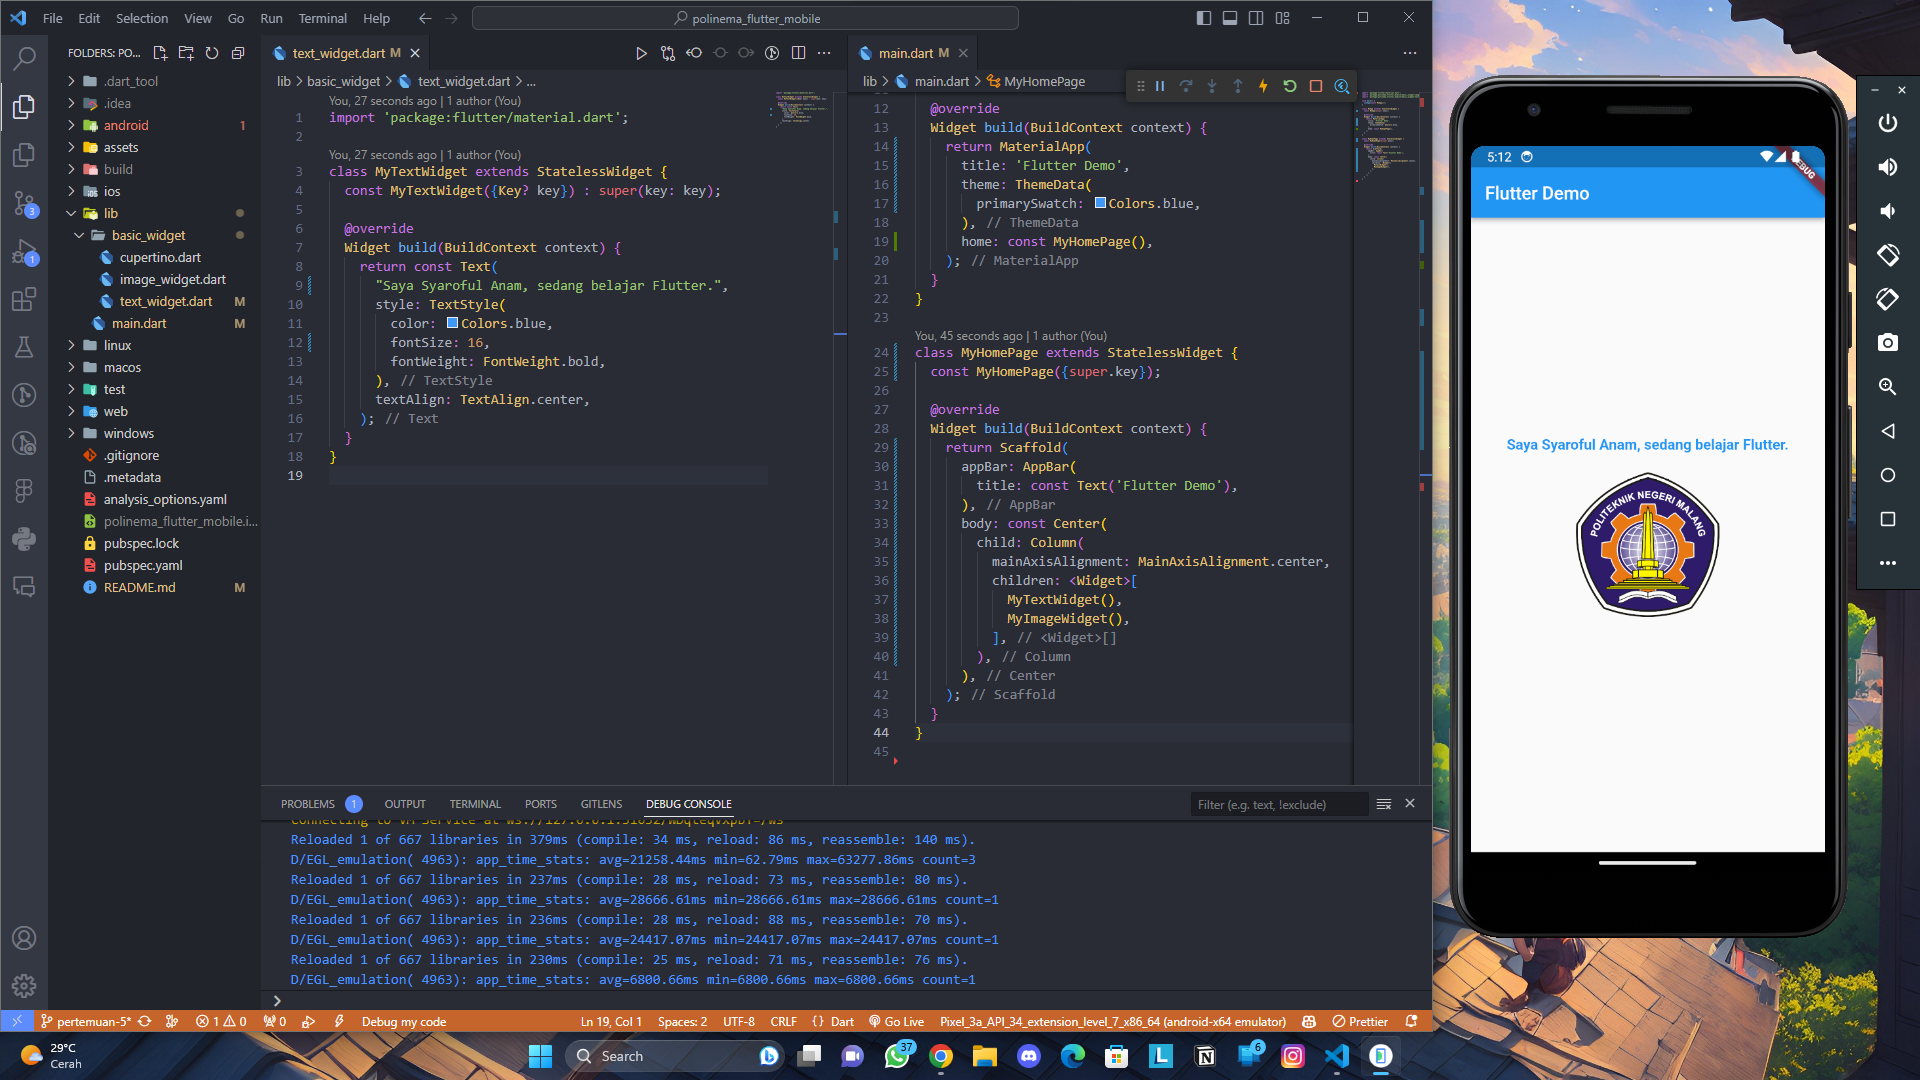 File Edit Selection View Go Run Terminal Help
polinema_flutter_mobile
FOLDERS: PO...
.dart_tool
.idea
android 1
assets
build
ios
lib
basic_widget
cupertino.dart
image_widget.dart
text_widget.dart M
main.dart M
linux
macos
test
web
windows
.gitignore
.metadata
analysis_options.yaml
polinema_flutter_mobile.i...
pubspec.lock
pubspec.yaml
README.md M
3
1
text_widget.dart M
lib > basic_widget > text_widget.dart > ...
You, 27 seconds ago | 1 author (You)
1 import 'package:flutter/material.dart';
2
You, 27 seconds ago | 1 author (You)
3 class MyTextWidget extends StatelessWidget {
4 const MyTextWidget({Key? key}) : super(key: key);
5
6 @override
7 Widget build(BuildContext context) {
8 return const Text(
9 "Saya Syaroful Anam, sedang belajar Flutter.",
10 style: TextStyle(
11 color: Colors.blue,
12 fontSize: 16,
13 fontWeight: FontWeight.bold,
14 ), // TextStyle
15 textAlign: TextAlign.center,
16 ); // Text
17 }
18 }
19
main.dart M
lib > main.dart > MyHomePage
12 @override
13 Widget build(BuildContext context) {
14 return MaterialApp(
15 title: 'Flutter Demo',
16 theme: ThemeData(
17 primarySwatch: Colors.blue,
18 ), // ThemeData
19 home: const MyHomePage(),
20 ); // MaterialApp
21 }
22 }
23
You, 45 seconds ago | 1 author (You)
24 class MyHomePage extends StatelessWidget {
25 const MyHomePage({super.key});
26
27 @override
28 Widget build(BuildContext context) {
29 return Scaffold(
30 appBar: AppBar(
31 title: const Text('Flutter Demo'),
32 ), // AppBar
33 body: const Center(
34 child: Column(
35 mainAxisAlignment: MainAxisAlignment.center,
36 children: <Widget>[
37 MyTextWidget(),
38 MyImageWidget(),
39 ], // <Widget>[]
40 ), // Column
41 ), // Center
42 ); // Scaffold
43 }
44 }
45
PROBLEMS 1 OUTPUT TERMINAL PORTS GITLENS DEBUG CONSOLE
Filter (e.g. text, !exclude)
Reloaded 1 of 667 libraries in 379ms (compile: 34 ms, reload: 86 ms, reassemble: 140 ms).
D/EGL_emulation( 4963): app_time_stats: avg=21258.44ms min=62.79ms max=63277.86ms count=3
Reloaded 1 of 667 libraries in 237ms (compile: 28 ms, reload: 73 ms, reassemble: 80 ms).
D/EGL_emulation( 4963): app_time_stats: avg=28666.61ms min=28666.61ms max=28666.61ms count=1
Reloaded 1 of 667 libraries in 236ms (compile: 28 ms, reload: 88 ms, reassemble: 70 ms).
D/EGL_emulation( 4963): app_time_stats: avg=24417.07ms min=24417.07ms max=24417.07ms count=1
Reloaded 1 of 667 libraries in 230ms (compile: 25 ms, reload: 71 ms, reassemble: 76 ms).
D/EGL_emulation( 4963): app_time_stats: avg=6800.66ms min=6800.66ms max=6800.66ms count=1
>
pertemuan-5* 1 0 0 Debug my code Ln 19, Col 1 Spaces: 2 UTF-8 CRLF {} Dart Go Live Pixel_3a_API_34_extension_level_7_x86_64 (android-x64 emulator) Prettier
5:12
DEBUG
Flutter Demo
Saya Syaroful Anam, sedang belajar Flutter.
POLITEKNIK NEGERI MALANG
29°C
Cerah
Search
37
6